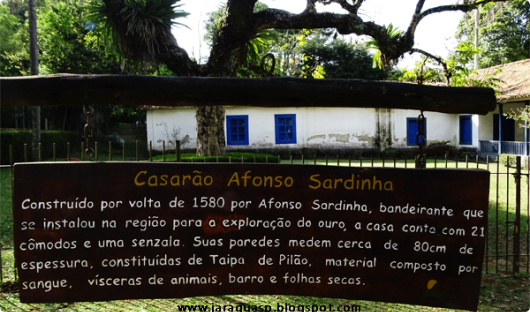 Casarão Afonso Sardinha
Construído por volta de 1580 por Afonso Sardinha, bandeirante que
se instalou na região para a exploração do ouro, a casa conta com 21
cômodos e uma senzala. Suas paredes medem cerca de 80cm de
espessura, constituídas de Taipa de Pilão, material composto por
sangue, vísceras de animais, barro e folhas secas.
www.jaraguasp.blogspot.com